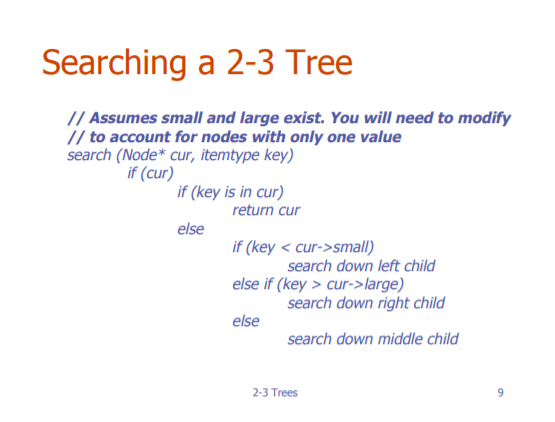 Searching a 2-3 Tree
// Assumes small and large exist. You will need to modify
// to account for nodes with only one value
search (Node* cur, itemtype key)
if (cur)
if (key is in cur)
return cur
else
if (key < cur->small)
search down left child
else if (key > cur->large)
search down right child
else
search down middle child
2-3 Trees
9